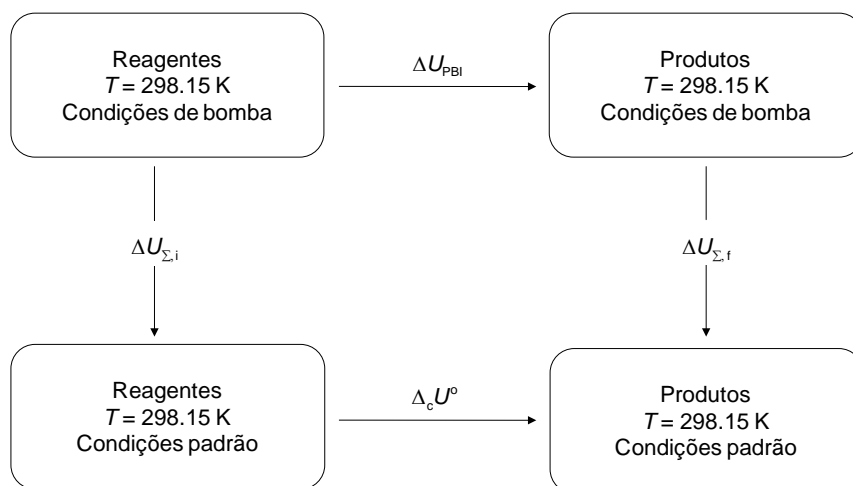 Reagentes
T = 298.15 K
Condições de bomba
ΔU_PBI
Produtos
T = 298.15 K
Condições de bomba
ΔU_Σ,i
ΔU_Σ,f
Reagentes
T = 298.15 K
Condições padrão
Δ_cU^o
Produtos
T = 298.15 K
Condições padrão